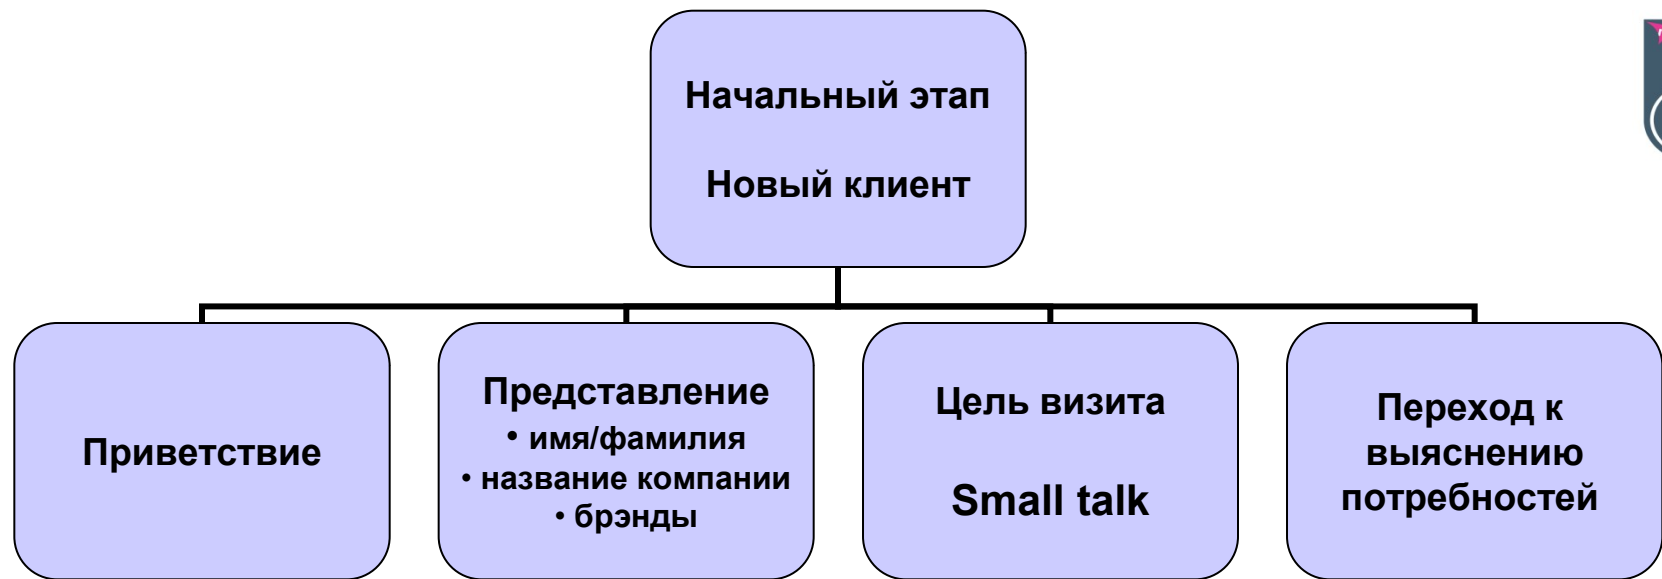 Начальный этап
Новый клиент
Приветствие
Представление
• имя/фамилия
• название компании
• брэнды
Цель визита
Small talk
Переход к
выяснению
потребностей